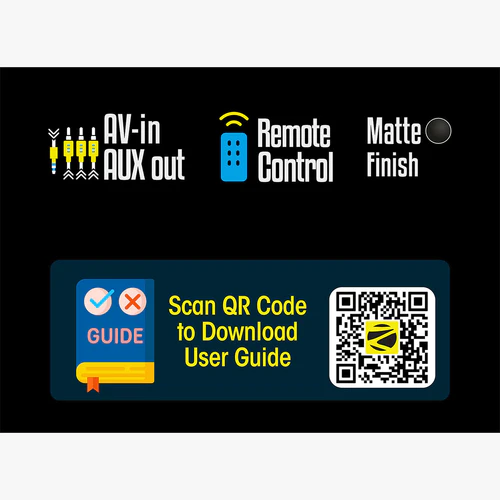 AV-in
AUX out
Remote
Control
Matte
Finish
GUIDE
Scan QR Code
to Download
User Guide